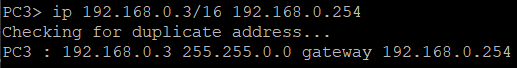 PC3> ip 192.168.0.3/16 192.168.0.254
Checking for duplicate address...
PC3 : 192.168.0.3 255.255.0.0 gateway 192.168.0.254